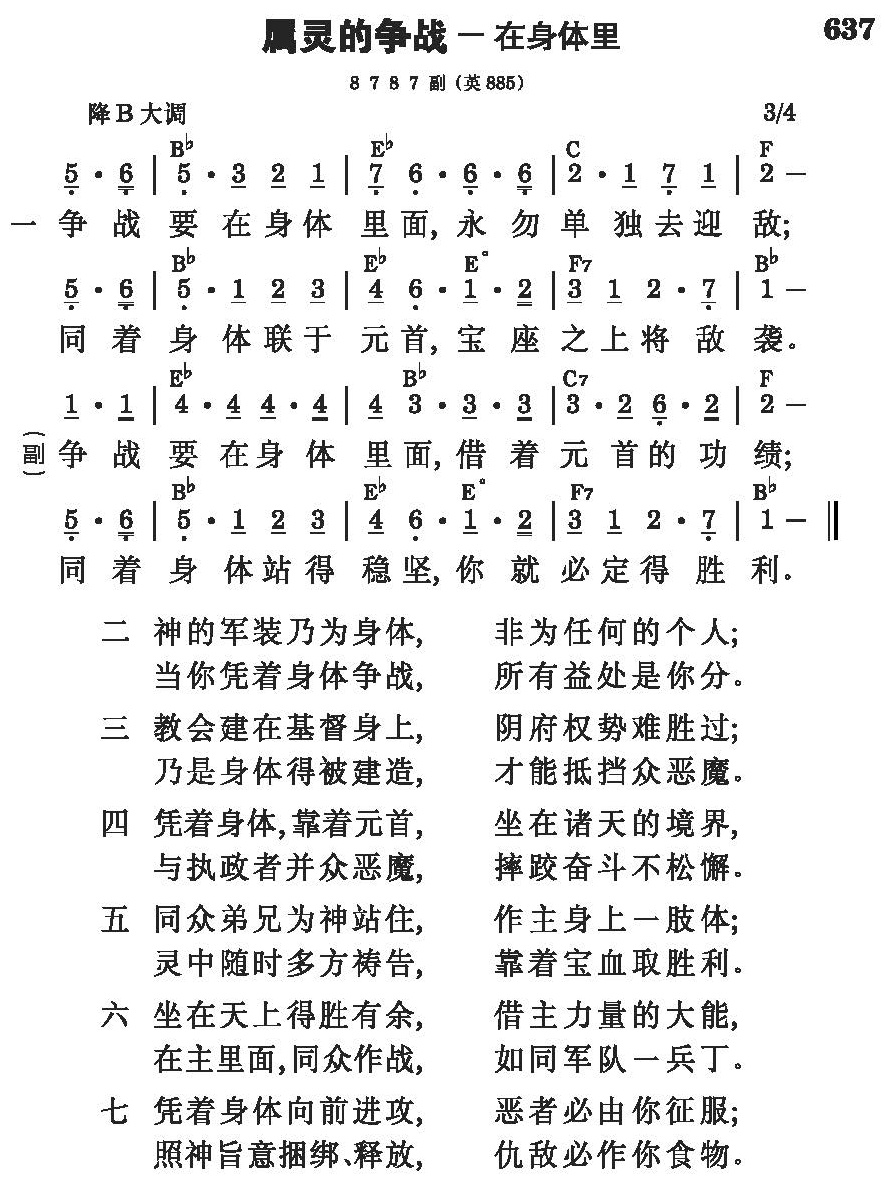 属灵的争战 — 在身体里 637
8 7 8 7 副 (英885)
降B大调 3/4
B♭ E♭ C F
5 · 6 | 5 · 3 2 1 | 7 6 · 6 · 6 | 2 · 1 7 1 | 2 —
一 争战要在身体里面, 永勿单独去迎敌;
B♭ E♭ E° F7 B♭
5 · 6 | 5 · 1 2 3 | 4 6 · 1 · 2 | 3 1 2 · 7 | 1 —
同着身体联于元首, 宝座之上将敌袭。
E♭ B♭ C7 F
1 · 1 | 4 · 4 4 · 4 | 4 3 · 3 · 3 | 3 · 2 6 · 2 | 2 —
(副) 争战要在身体里面, 借着元首的功绩;
B♭ E♭ E° F7 B♭
5 · 6 | 5 · 1 2 3 | 4 6 · 1 · 2 | 3 1 2 · 7 | 1 — ‖
同着身体站得稳坚, 你就必定得胜利。
二 神的军装乃为身体, 非为任何的个人;
当你凭着身体争战, 所有益处是你分。
三 教会建在基督身上, 阴府权势难胜过;
乃是身体得被建造, 才能抵挡众恶魔。
四 凭着身体, 靠着元首, 坐在诸天的境界,
与执政者并众恶魔, 摔跤奋斗不松懈。
五 同众弟兄为神站住, 作主身上一肢体;
灵中随时多方祷告, 靠着宝血取胜利。
六 坐在天上得胜有余, 借主力量的大能,
在主里面, 同众作战, 如同军队一兵丁。
七 凭着身体向前进攻, 恶者必由你征服;
照神旨意捆绑、释放, 仇敌必作你食物。